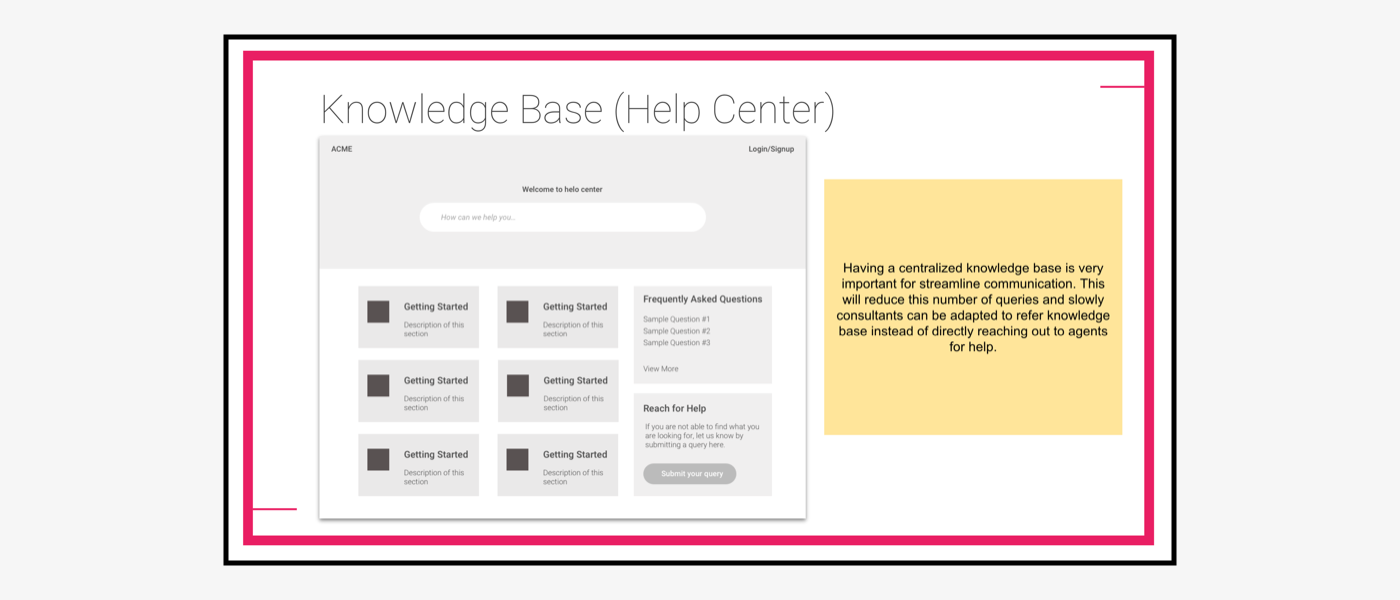 Knowledge Base (Help Center)
ACME
Login/Signup
Welcome to helo center
How can we help you...
Getting Started
Description of this
section
Getting Started
Description of this
section
Getting Started
Description of this
section
Getting Started
Description of this
section
Getting Started
Description of this
section
Getting Started
Description of this
section
Frequently Asked Questions
Sample Question #1
Sample Question #2
Sample Question #3
View More
Reach for Help
If you are not able to find what you
are looking for, let us know by
submitting a query here.
Submit your query
Having a centralized knowledge base is very
important for streamline communication. This
will reduce this number of queries and slowly
consultants can be adapted to refer knowledge
base instead of directly reaching out to agents
for help.